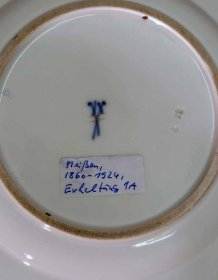 Meißen,
1860-1924,
Erhaltung 1A